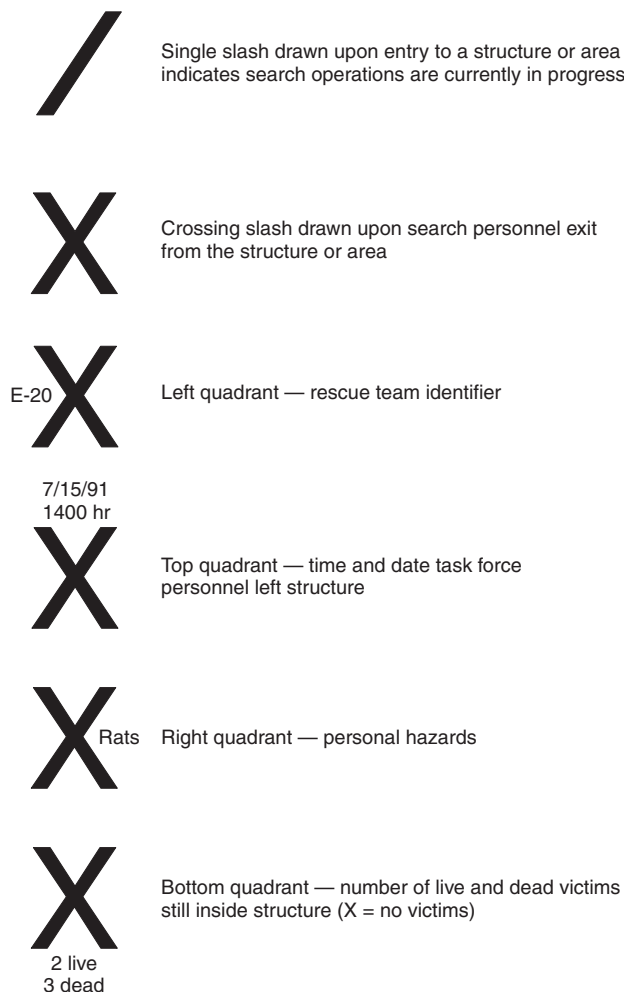 Single slash drawn upon entry to a structure or area
indicates search operations are currently in progress
Crossing slash drawn upon search personnel exit
from the structure or area
E-20
Left quadrant — rescue team identifier
7/15/91
1400 hr
Top quadrant — time and date task force
personnel left structure
Rats
Right quadrant — personal hazards
Bottom quadrant — number of live and dead victims
still inside structure (X = no victims)
2 live
3 dead